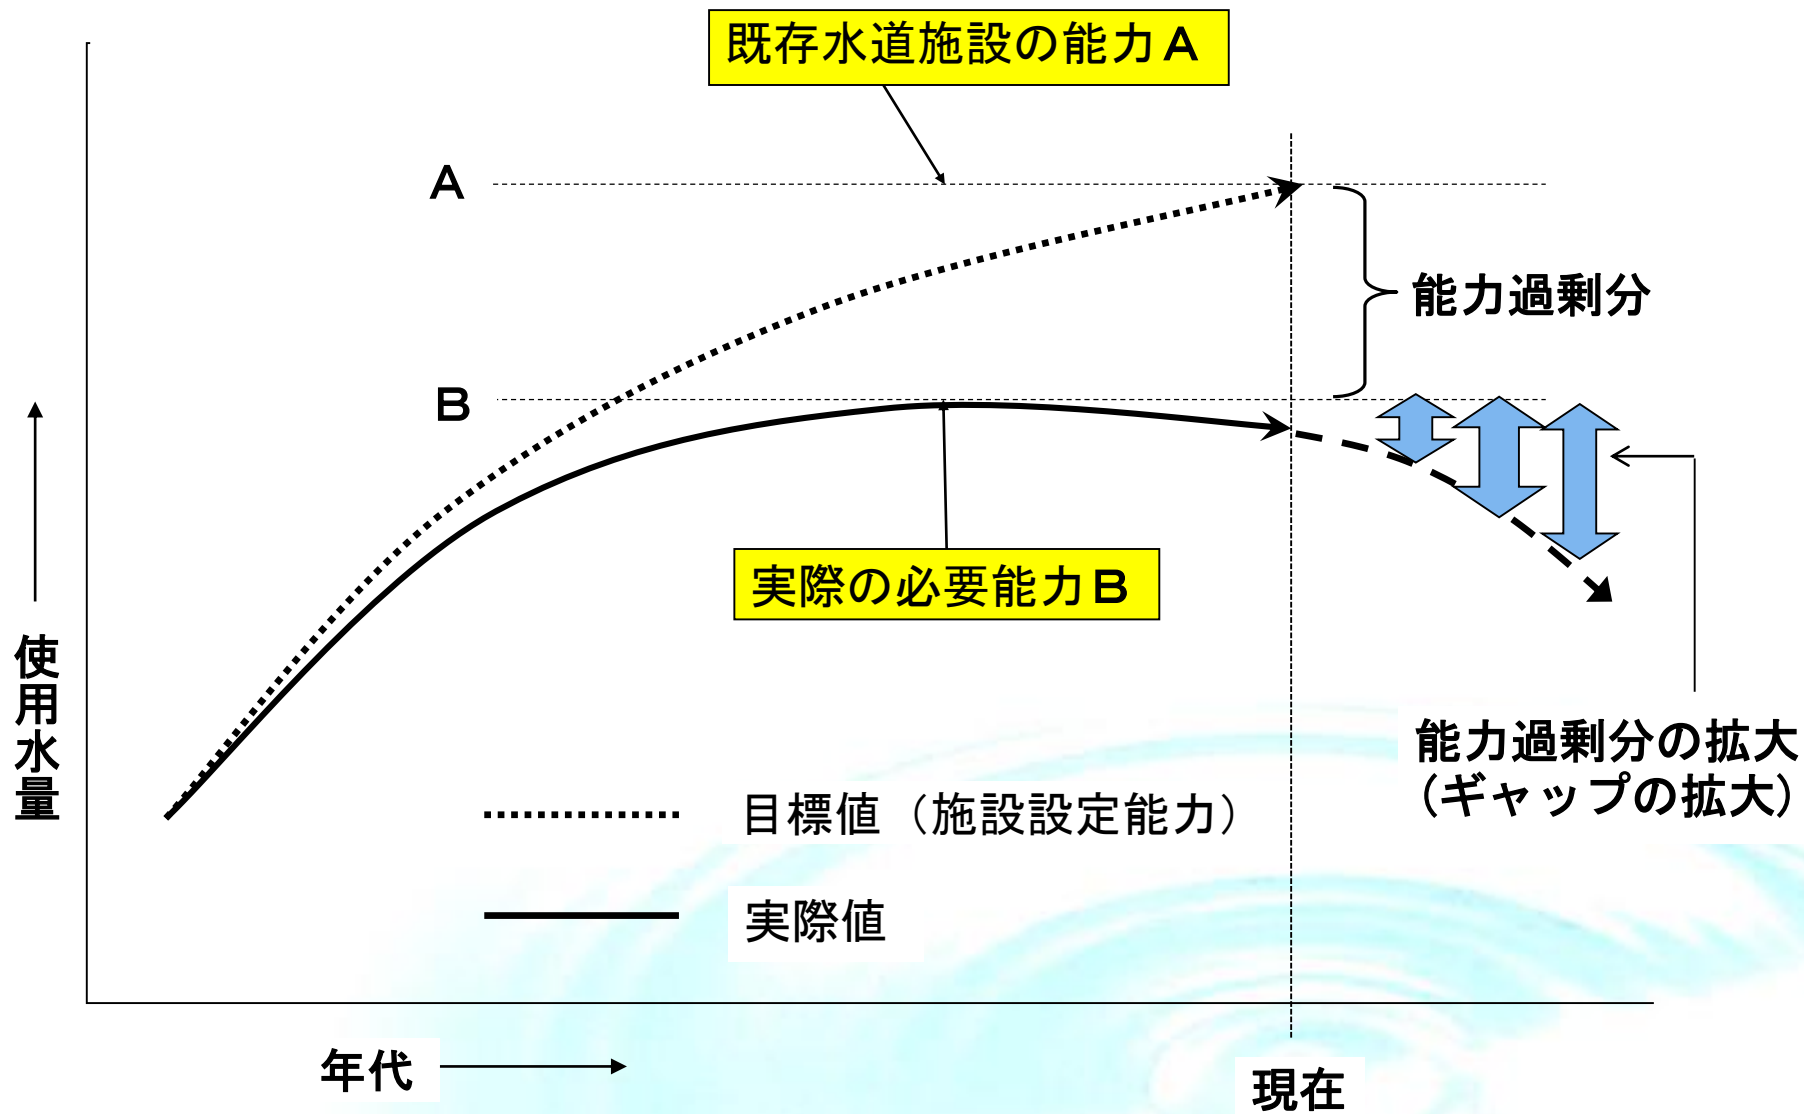 既存水道施設の能力A
A
能力過剰分
B
実際の必要能力B
使用水量
能力過剰分の拡大
(ギャップの拡大)
目標値(施設設定能力)
実際値
年代
現在